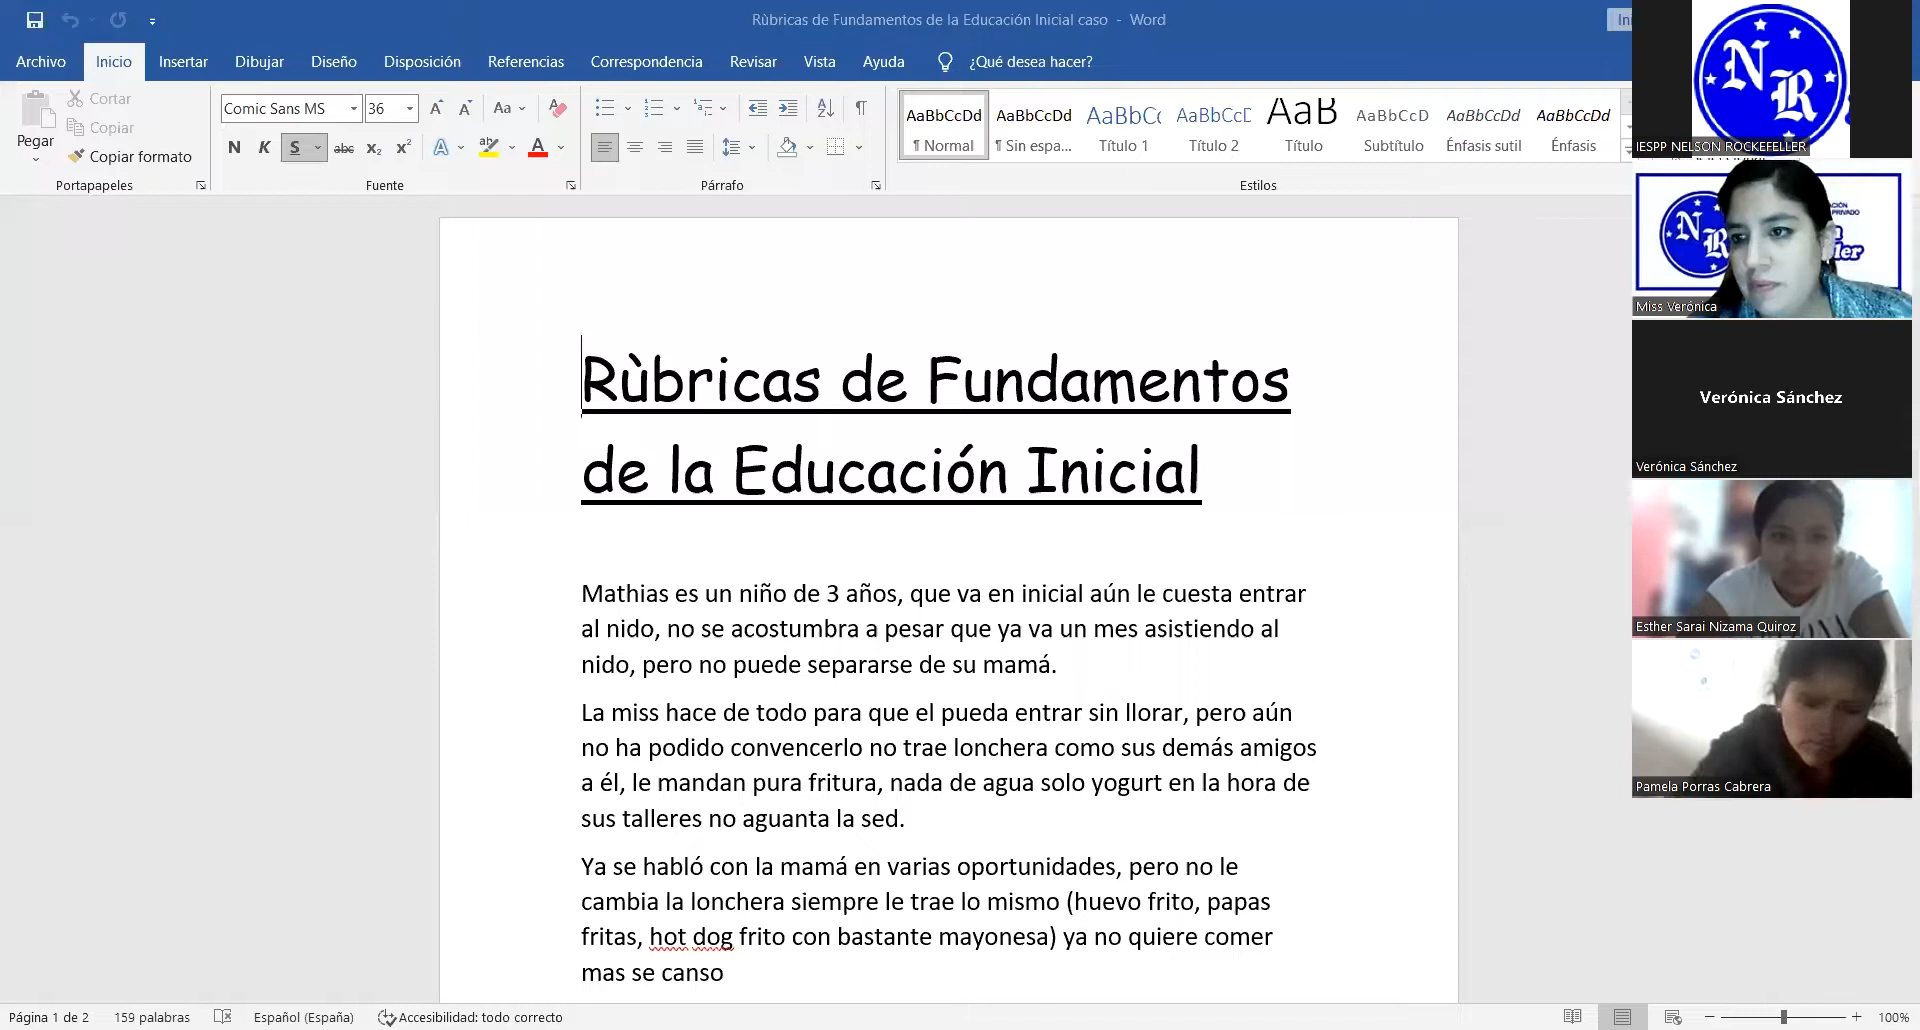 Rùbricas de Fundamentos de la Educación Inicial caso - Word
Archivo Inicio Insertar Dibujar Diseño Disposición Referencias Correspondencia Revisar Vista Ayuda ¿Qué desea hacer?
Pegar
Cortar
Copiar
Copiar formato
Portapapeles
Comic Sans MS 36
N K S abc x₂ x²
Fuente
Párrafo
AaBbCcDd ¶ Normal
AaBbCcDd ¶ Sin espa...
AaBbCc Título 1
AaBbCcD Título 2
AaB Título
AaBbCcD Subtítulo
AaBbCcDd Énfasis sutil
AaBbCcDd Énfasis
Estilos
Rùbricas de Fundamentos
de la Educación Inicial
Mathias es un niño de 3 años, que va en inicial aún le cuesta entrar
al nido, no se acostumbra a pesar que ya va un mes asistiendo al
nido, pero no puede separarse de su mamá.
La miss hace de todo para que el pueda entrar sin llorar, pero aún
no ha podido convencerlo no trae lonchera como sus demás amigos
a él, le mandan pura fritura, nada de agua solo yogurt en la hora de
sus talleres no aguanta la sed.
Ya se habló con la mamá en varias oportunidades, pero no le
cambia la lonchera siempre le trae lo mismo (huevo frito, papas
fritas, hot dog frito con bastante mayonesa) ya no quiere comer
mas se canso
NR
IESPP NELSON ROCKEFELLER
NR
Miss Verónica
Verónica Sánchez
Verónica Sánchez
Esther Sarai Nizama Quiroz
Pamela Porras Cabrera
Página 1 de 2 159 palabras Español (España) Accesibilidad: todo correcto 100%